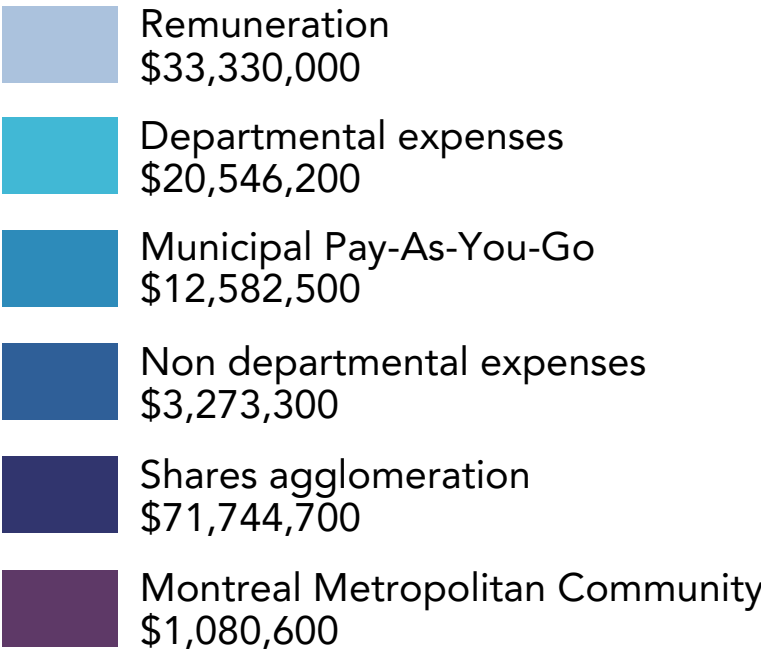 Remuneration
$33,330,000
Departmental expenses
$20,546,200
Municipal Pay-As-You-Go
$12,582,500
Non departmental expenses
$3,273,300
Shares agglomeration
$71,744,700
Montreal Metropolitan Community
$1,080,600